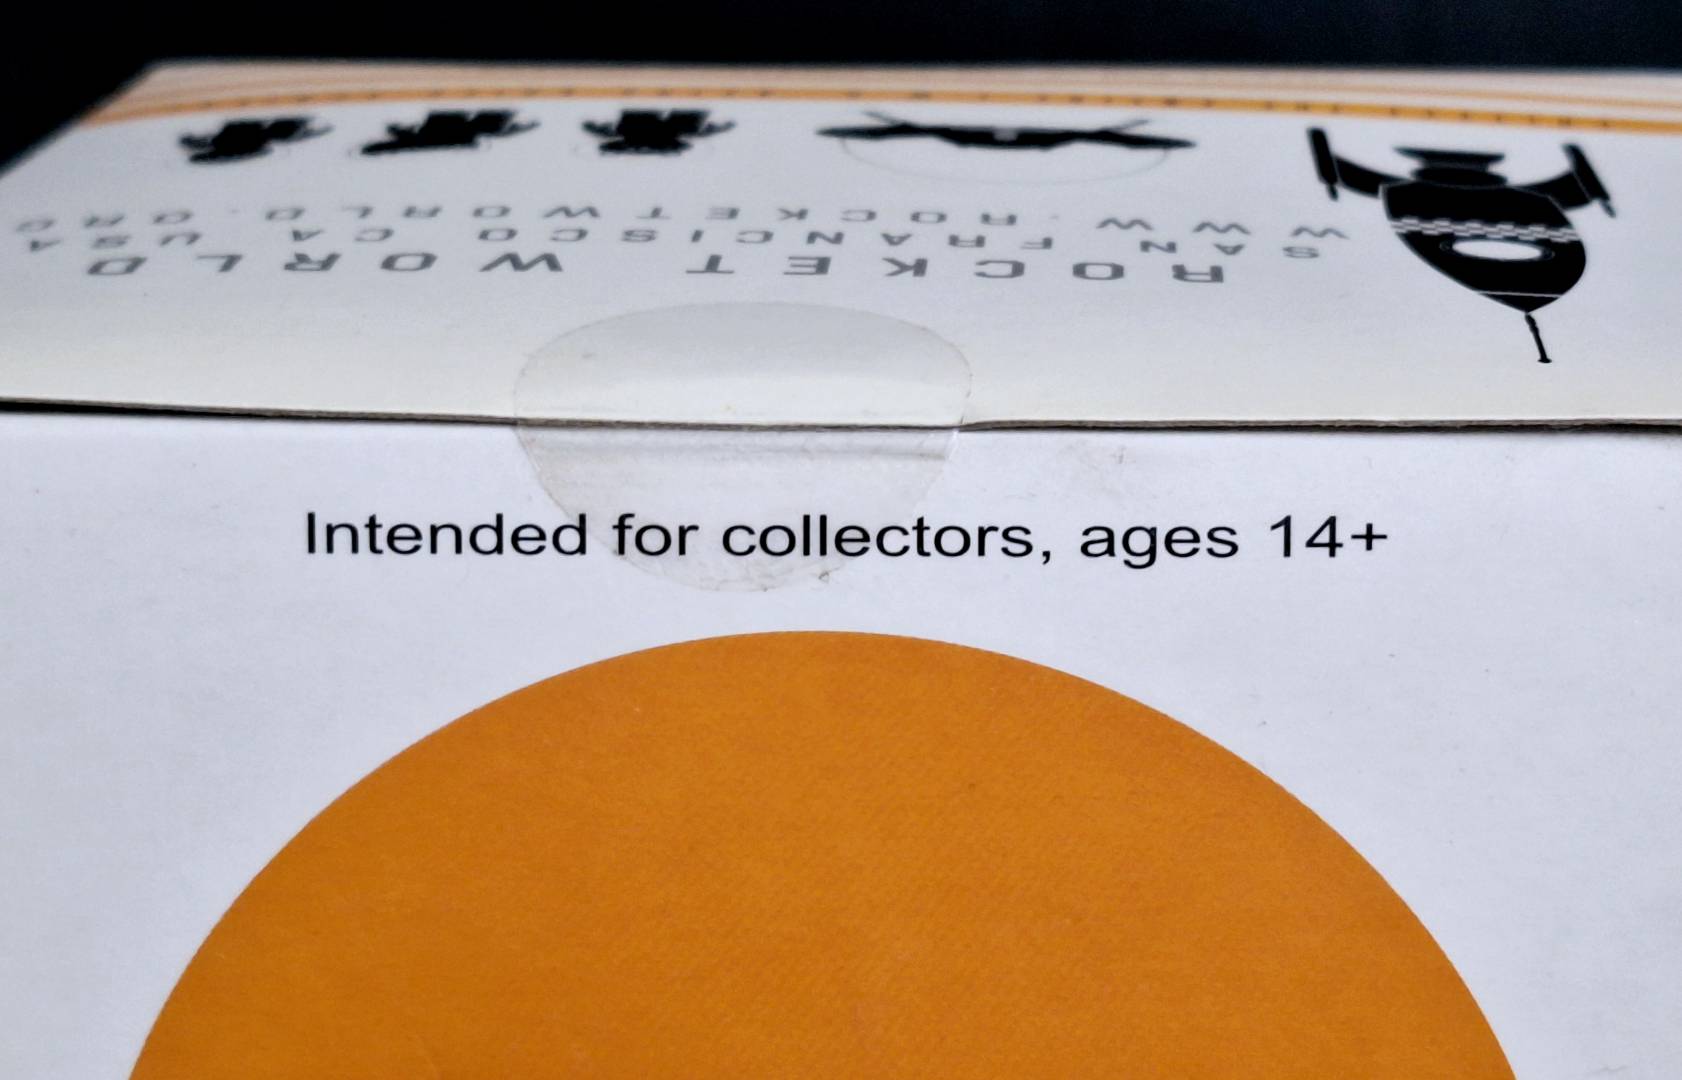 ROCKET WORLD
SAN FRANCISCO CA USA
WWW.ROCKETWORLD.ORG
Intended for collectors, ages 14+